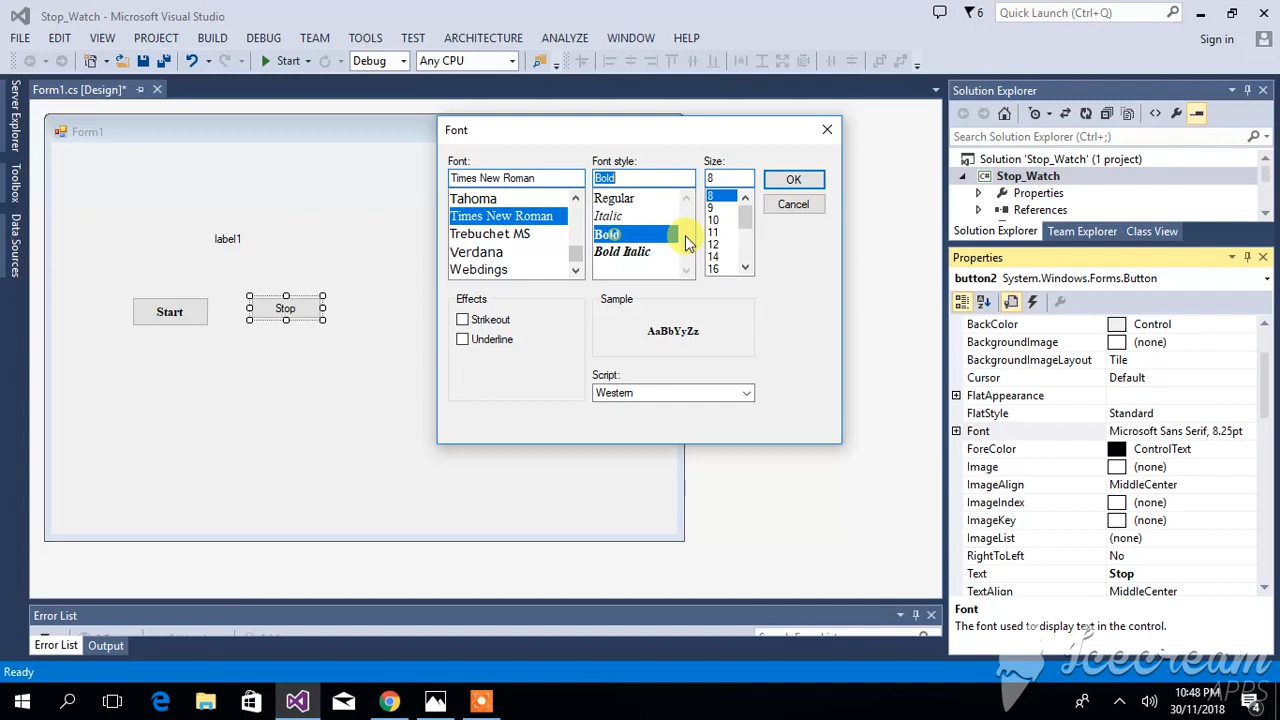 Stop_Watch - Microsoft Visual Studio
6
Quick Launch (Ctrl+Q)
FILE EDIT VIEW PROJECT BUILD DEBUG TEAM TOOLS TEST ARCHITECTURE ANALYZE WINDOW HELP
Sign in
Start Debug Any CPU
Server Explorer
Toolbox
Data Sources
Form1.cs [Design]*
Form1
label1
Start
Stop
Font
Font:
Times New Roman
Tahoma
Times New Roman
Trebuchet MS
Verdana
Webdings
Font style:
Bold
Regular
Italic
Bold
Bold Italic
Size:
8
8
9
10
11
12
14
16
OK
Cancel
Effects
Strikeout
Underline
Sample
AaBbYyZz
Script:
Western
Solution Explorer
Search Solution Explorer (Ctrl+;)
Solution 'Stop_Watch' (1 project)
C# Stop_Watch
Properties
References
Solution Explorer Team Explorer Class View
Properties
button2 System.Windows.Forms.Button
BackColor Control
BackgroundImage (none)
BackgroundImageLayout Tile
Cursor Default
FlatAppearance
FlatStyle Standard
Font Microsoft Sans Serif, 8.25pt
ForeColor ControlText
Image (none)
ImageAlign MiddleCenter
ImageIndex (none)
ImageKey (none)
ImageList (none)
RightToLeft No
Text Stop
TextAlign MiddleCenter
Font
The font used to display text in the control.
Error List
Error List Output
Ready
Icecream
APPS
10:48 PM
30/11/2018
4